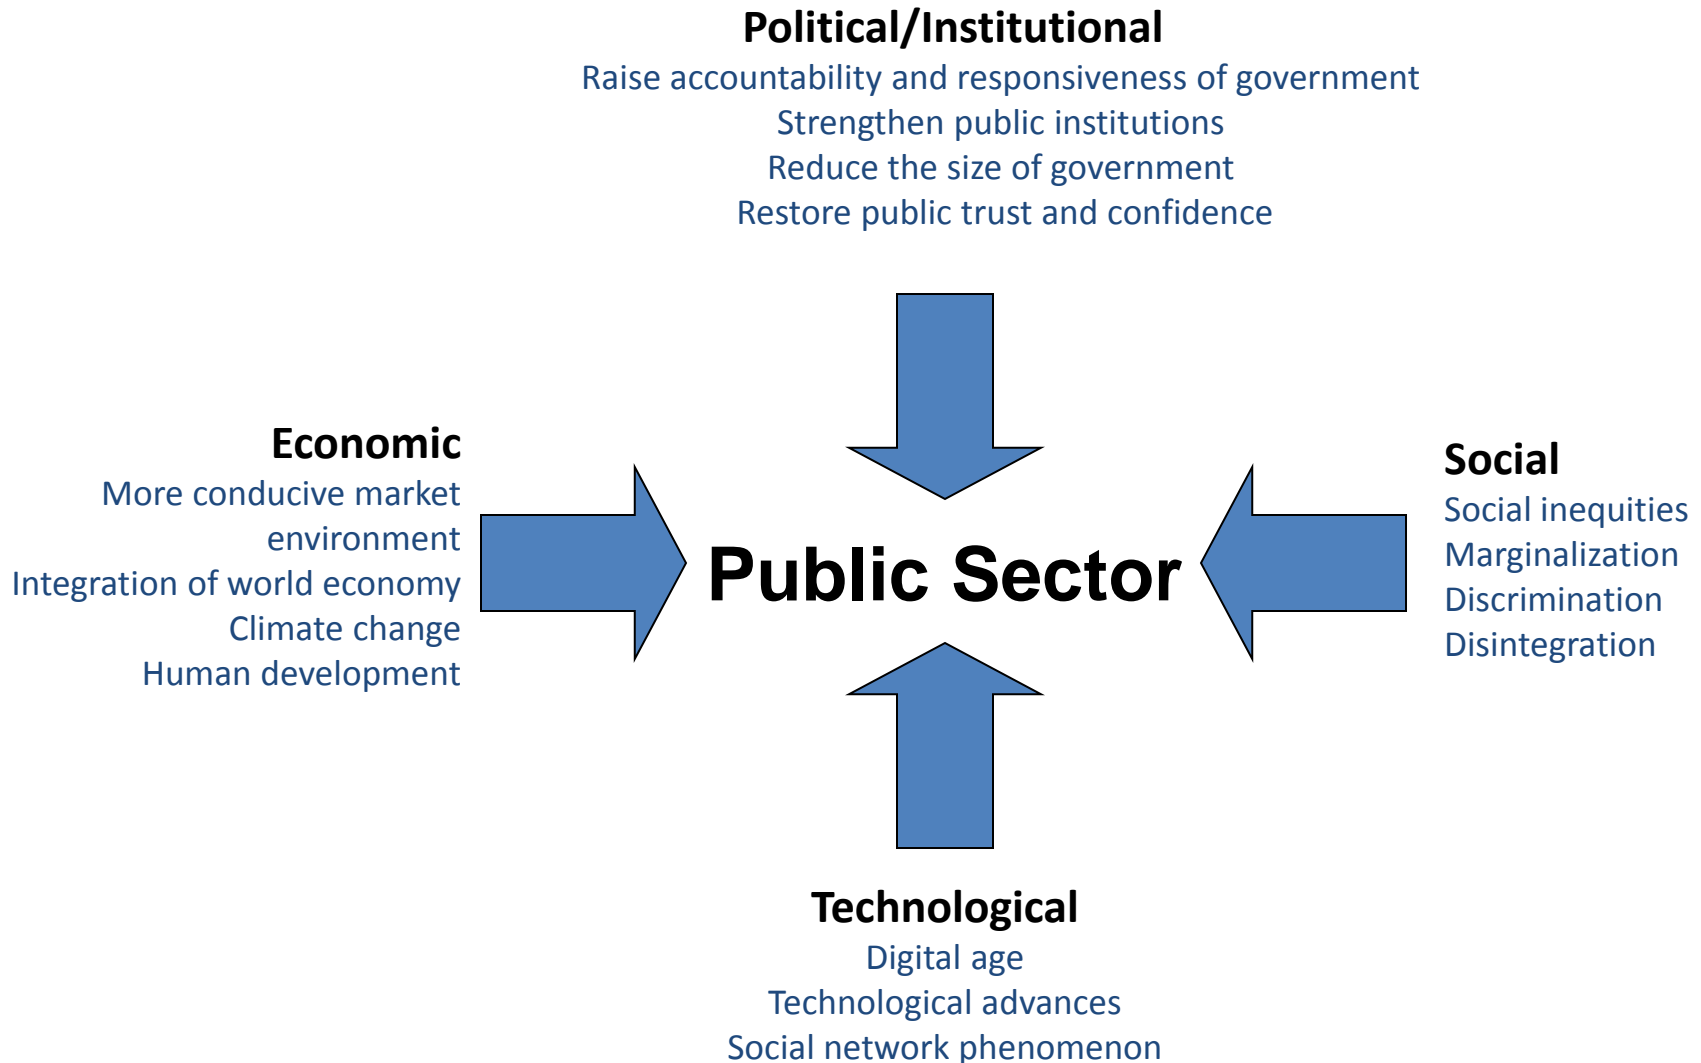 Political/Institutional
Raise accountability and responsiveness of government
Strengthen public institutions
Reduce the size of government
Restore public trust and confidence
Economic
More conducive market
environment
Integration of world economy
Climate change
Human development
Public Sector
Social
Social inequities
Marginalization
Discrimination
Disintegration
Technological
Digital age
Technological advances
Social network phenomenon